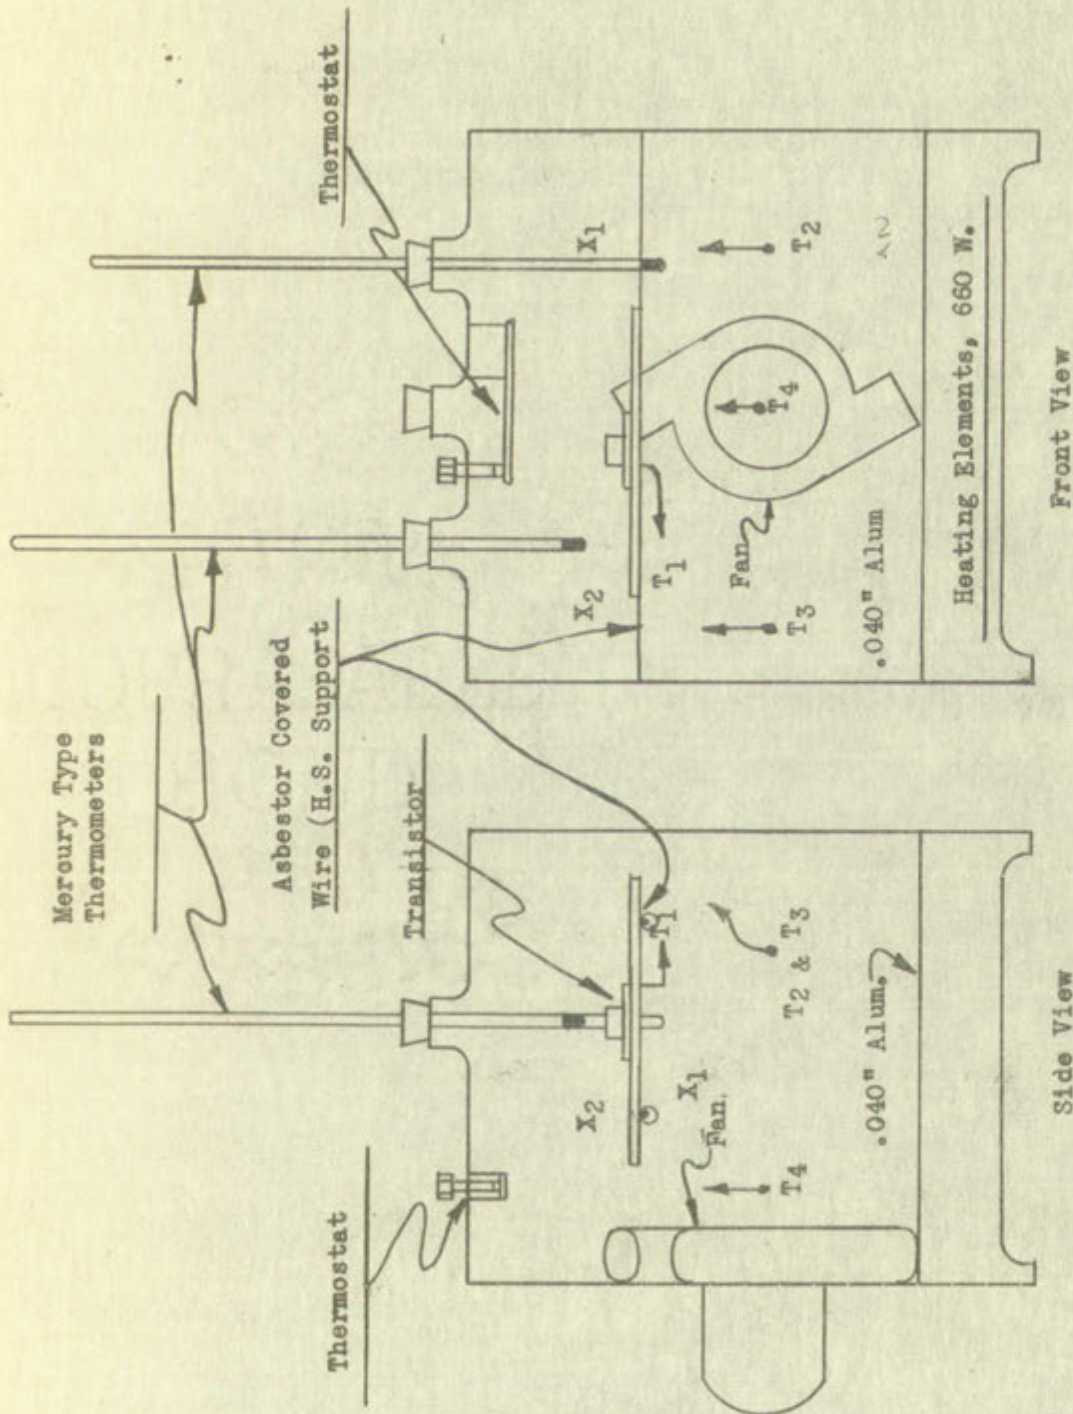 Mercury Type
Thermometers
Thermostat
Asbestor Covered
Wire (H.S. Support
Transistor
Thermostat
X2
X1
Fan.
T1
T4
T2 & T3
.040" Alum.
Side View
X2
X1
T1
Fan
T3
T4
T2
.040" Alum
Heating Elements, 660 W.
Front View